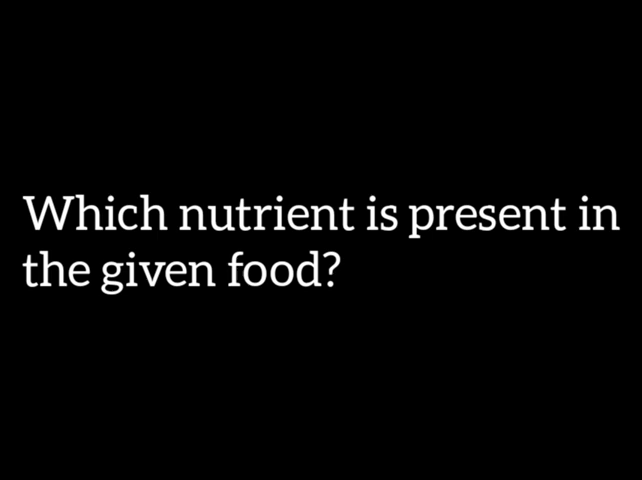 Which nutrient is present in
the given food?